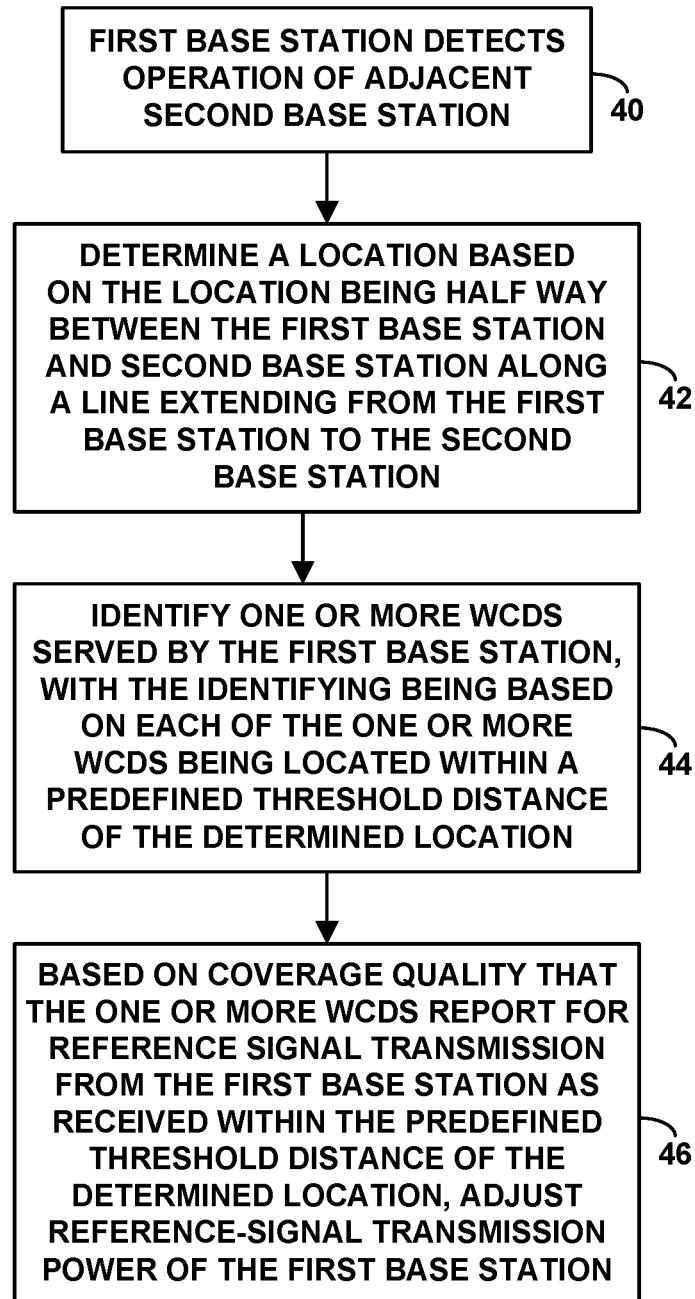 FIRST BASE STATION DETECTS
OPERATION OF ADJACENT
SECOND BASE STATION
40
DETERMINE A LOCATION BASED
ON THE LOCATION BEING HALF WAY
BETWEEN THE FIRST BASE STATION
AND SECOND BASE STATION ALONG
A LINE EXTENDING FROM THE FIRST
BASE STATION TO THE SECOND
BASE STATION
42
IDENTIFY ONE OR MORE WCDS
SERVED BY THE FIRST BASE STATION,
WITH THE IDENTIFYING BEING BASED
ON EACH OF THE ONE OR MORE
WCDS BEING LOCATED WITHIN A
PREDEFINED THRESHOLD DISTANCE
OF THE DETERMINED LOCATION
44
BASED ON COVERAGE QUALITY THAT
THE ONE OR MORE WCDS REPORT FOR
REFERENCE SIGNAL TRANSMISSION
FROM THE FIRST BASE STATION AS
RECEIVED WITHIN THE PREDEFINED
THRESHOLD DISTANCE OF THE
DETERMINED LOCATION, ADJUST
REFERENCE-SIGNAL TRANSMISSION
POWER OF THE FIRST BASE STATION
46